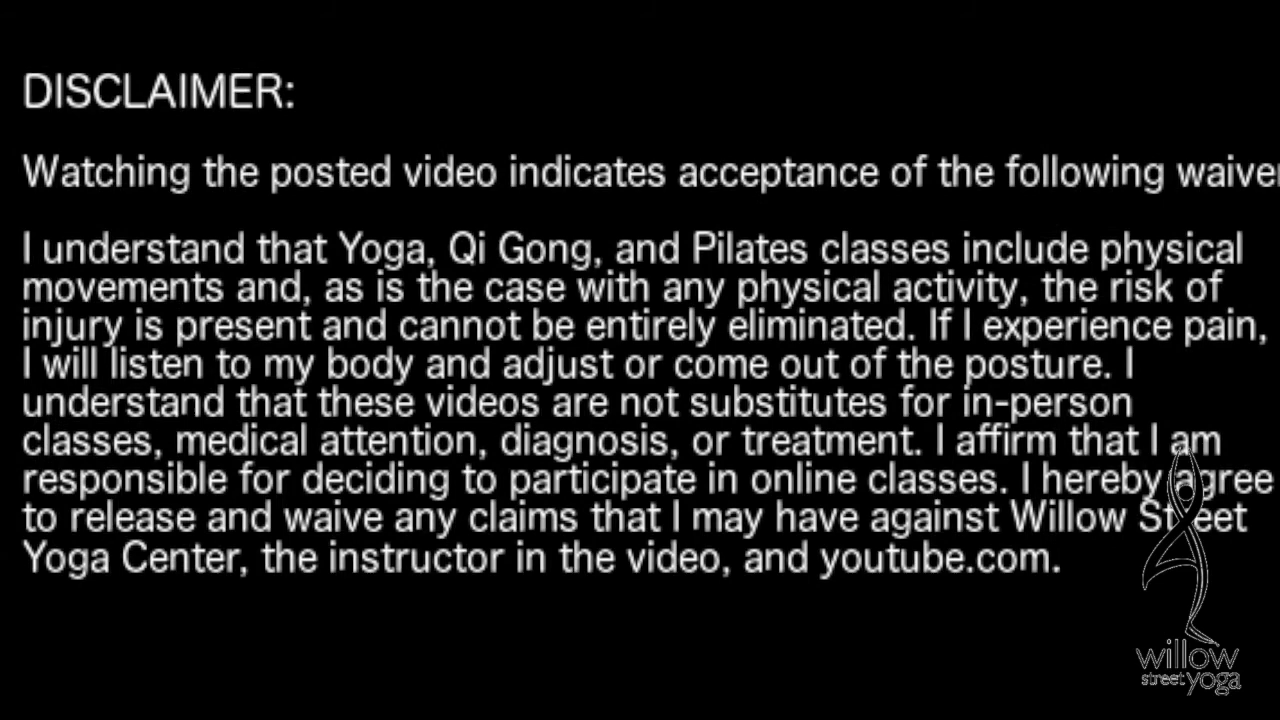 DISCLAIMER:
Watching the posted video indicates acceptance of the following waiver
I understand that Yoga, Qi Gong, and Pilates classes include physical
movements and, as is the case with any physical activity, the risk of
injury is present and cannot be entirely eliminated. If I experience pain,
I will listen to my body and adjust or come out of the posture. I
understand that these videos are not substitutes for in-person
classes, medical attention, diagnosis, or treatment. I affirm that I am
responsible for deciding to participate in online classes. I hereby agree
to release and waive any claims that I may have against Willow Street
Yoga Center, the instructor in the video, and youtube.com.
willow
street yoga